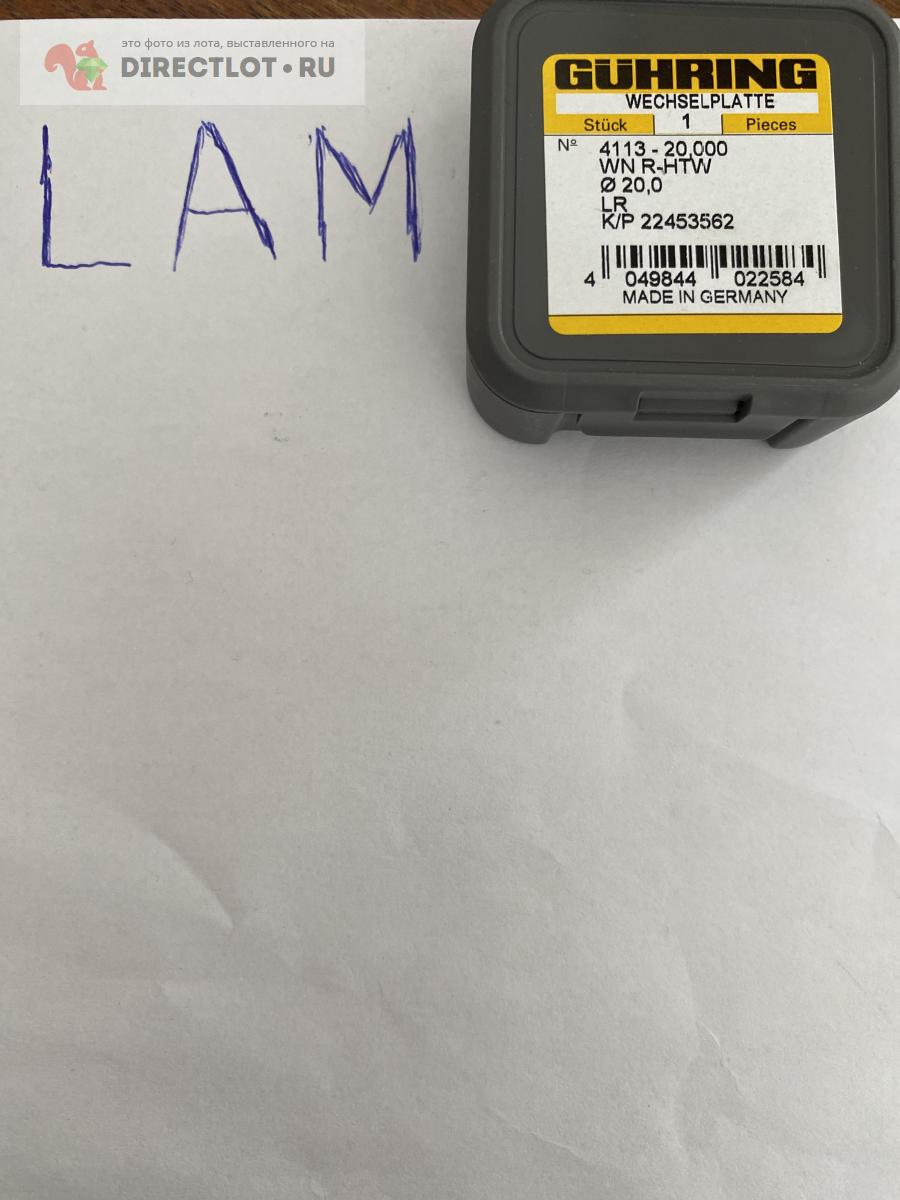 это фото из лота, выставленного на
DIRECTLOT.RU
LAM
GÜHRING
WECHSELPLATTE
Stück 1 Pieces
Nº 4113 - 20,000
WN R-HTW
Ø 20,0
LR
K/P 22453562
4 049844 022584
MADE IN GERMANY